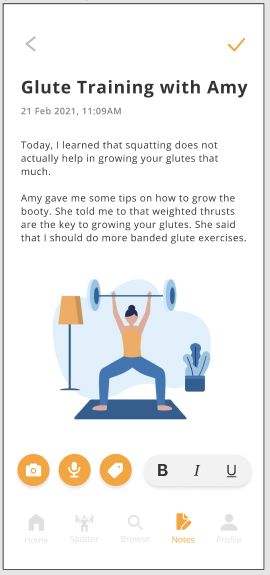 Glute Training with Amy
21 Feb 2021, 11:09AM
Today, I learned that squatting does not
actually help in growing your glutes that
much.
Amy gave me some tips on how to grow the
booty. She told me to that weighted thrusts
are the key to growing your glutes. She said
that I should do more banded glute exercises.
B I U
Home Spotter Browse Notes Profile